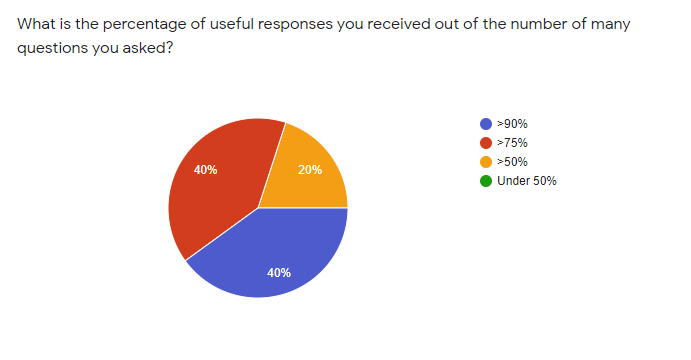 What is the percentage of useful responses you received out of the number of many
questions you asked?
>90%
>75%
>50%
Under 50%
40%
20%
40%